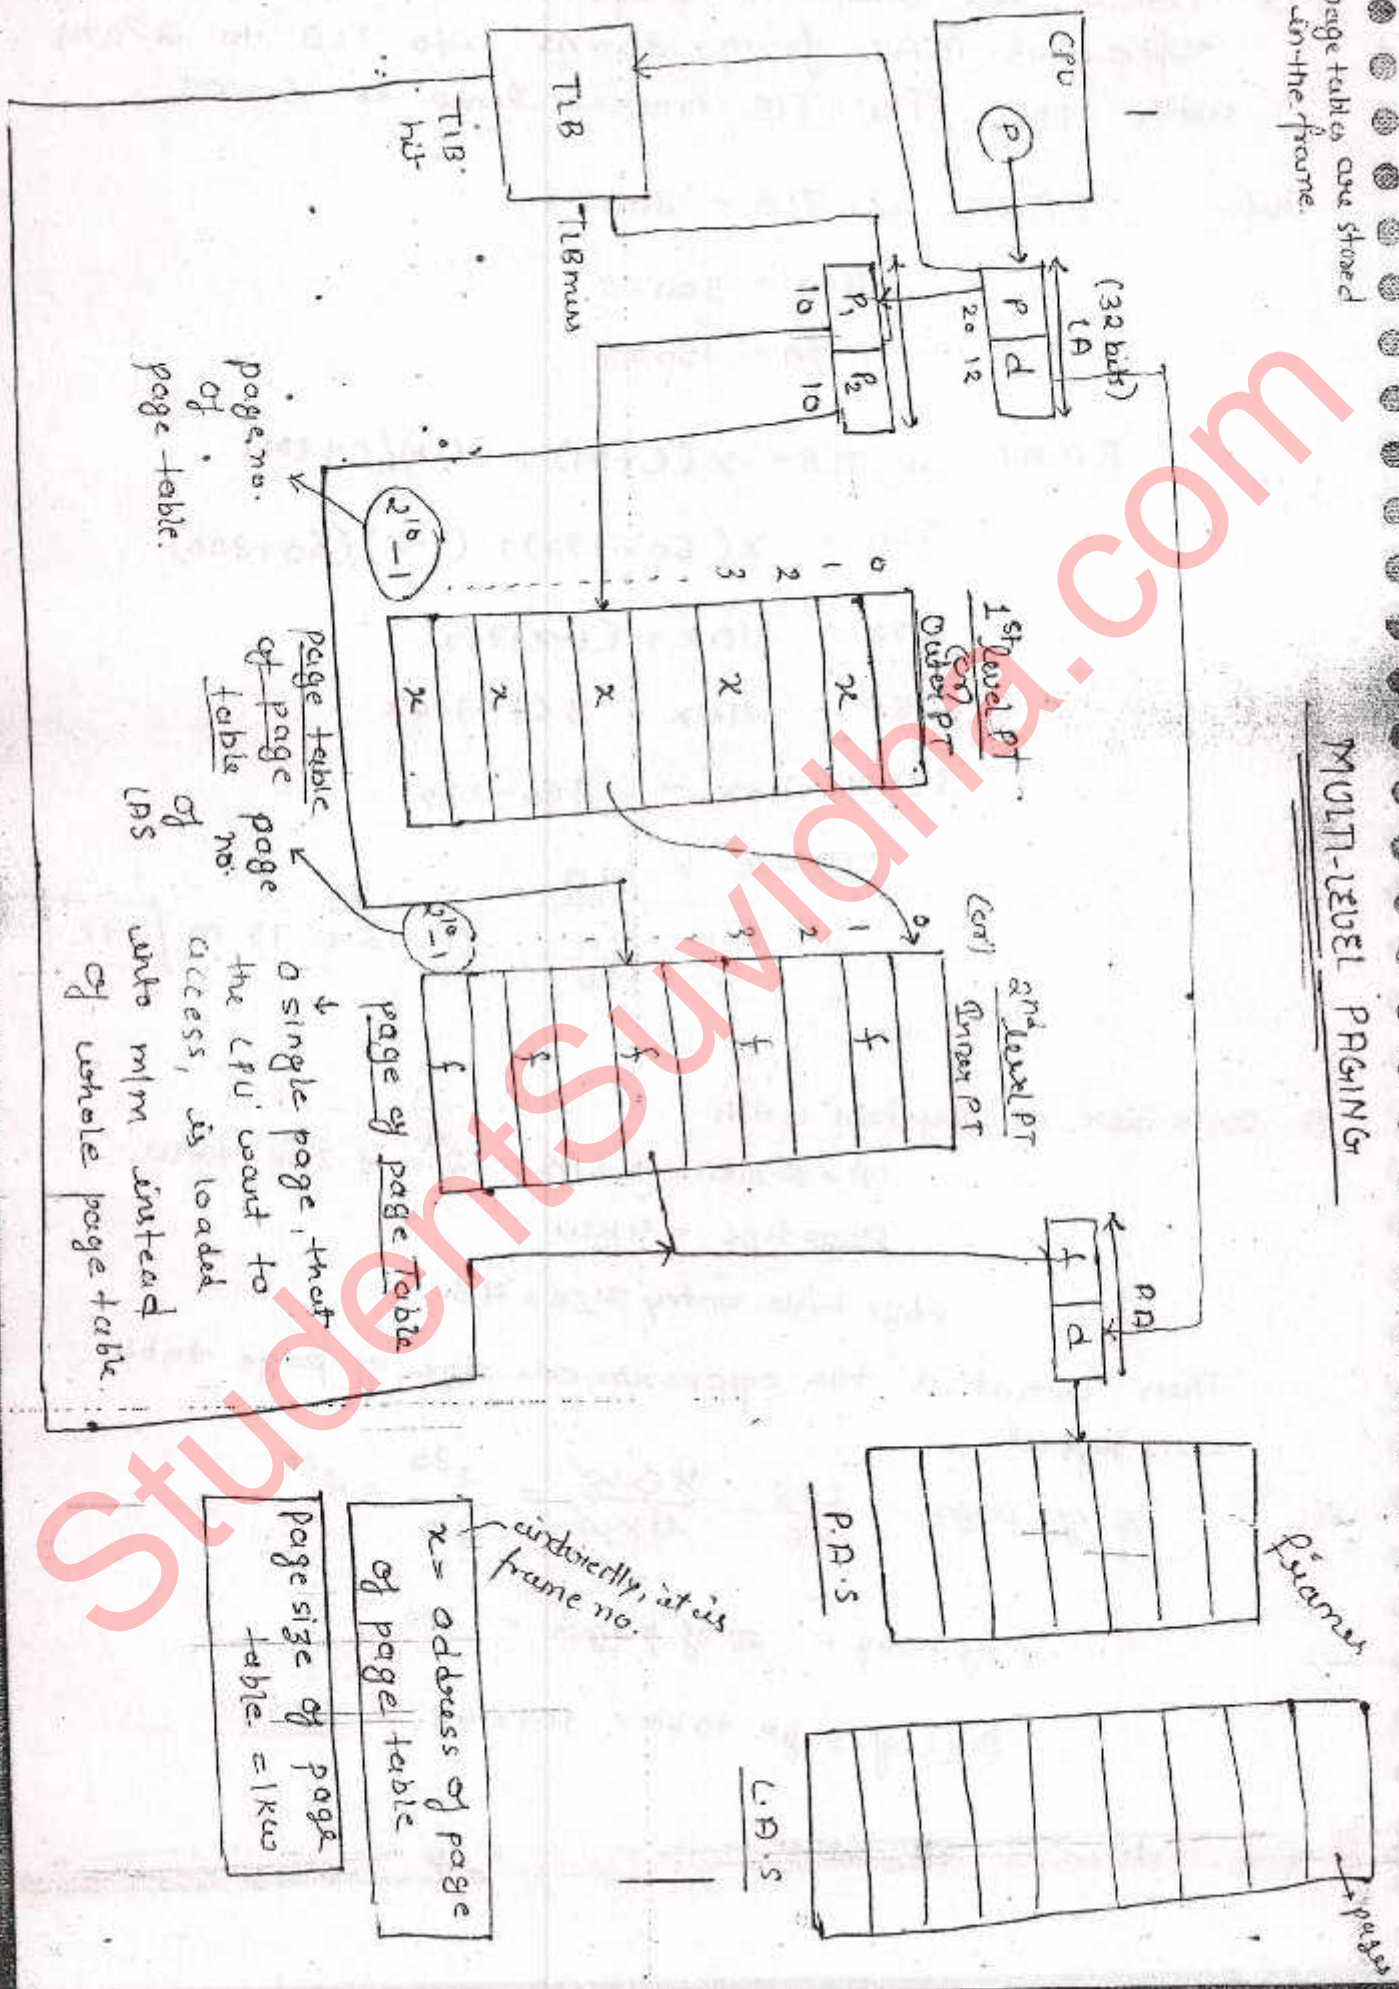 page tables are stored
in the frame.
MULTI-LEVEL PAGING
CPU
P
(32 bits)
LA
P d
20 12
TLB
TLB hit
TLB miss
P1 P2
10 10
1st level PT
(or)
Outer PT
0
1
2
3
2^10-1
x
x
x
x
x
page no.
of
page table.
page table
of page
table
2nd level PT
(or)
Inner PT
0
1
2
3
2^10-1
f
f
f
f
f
page
no.
of
LAS
page of page Table
a single page, that
the CPU want to
access, is loaded
into m/m instead
of whole page table.
P.A
f d
frames
P.A.S
pages
L.A.S
indirectly, it is
frame no.
x = address of page
of page table
page size of page
table = 1kw
StudentSuvidha.com